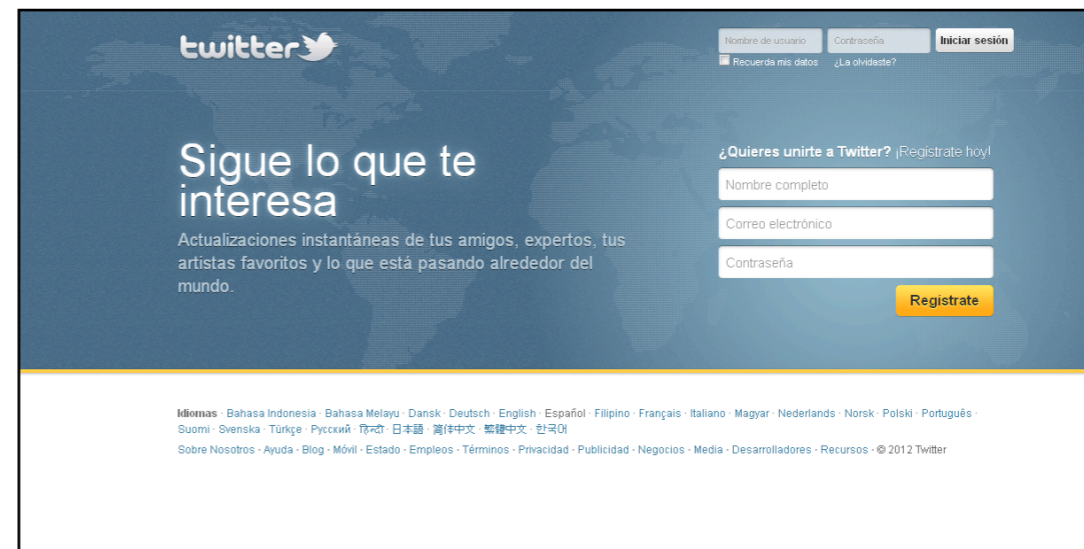 twitter
Nombre de usuario Contraseña Iniciar sesión
Recuerda mis datos ¿La olvidaste?
Sigue lo que te
interesa
Actualizaciones instantáneas de tus amigos, expertos, tus
artistas favoritos y lo que está pasando alrededor del
mundo.
¿Quieres unirte a Twitter? ¡Regístrate hoy!
Nombre completo
Correo electrónico
Contraseña
Regístrate
Idiomas · Bahasa Indonesia · Bahasa Melayu · Dansk · Deutsch · English · Español · Filipino · Français · Italiano · Magyar · Nederlands · Norsk · Polski · Português ·
Suomi · Svenska · Türkçe · Русский · हिन्दी · 日本語 · 简体中文 · 繁體中文 · 한국어
Sobre Nosotros · Ayuda · Blog · Móvil · Estado · Empleos · Términos · Privacidad · Publicidad · Negocios · Media · Desarrolladores · Recursos · © 2012 Twitter